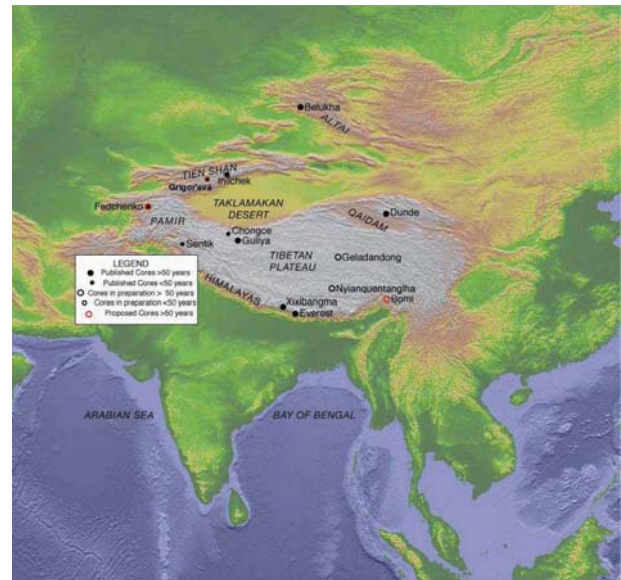 Belukha
ALTAI
TIEN SHAN
Inilchek
Grigor'eva
Fedchenko
TAKLAMAKAN
DESERT
PAMIR
QAIDAM
Dunde
Chongce
Guliya
Sentik
TIBETAN
PLATEAU
Geladandong
LEGEND
Published Cores >50 years
Published Cores <50 years
Cores in preparation > 50 years
Cores in preparation <50 years
Proposed Cores >50 years
HIMALAYAS
Nyianquentanglha
Bomi
Xixibangma
Everest
ARABIAN SEA
BAY OF BENGAL